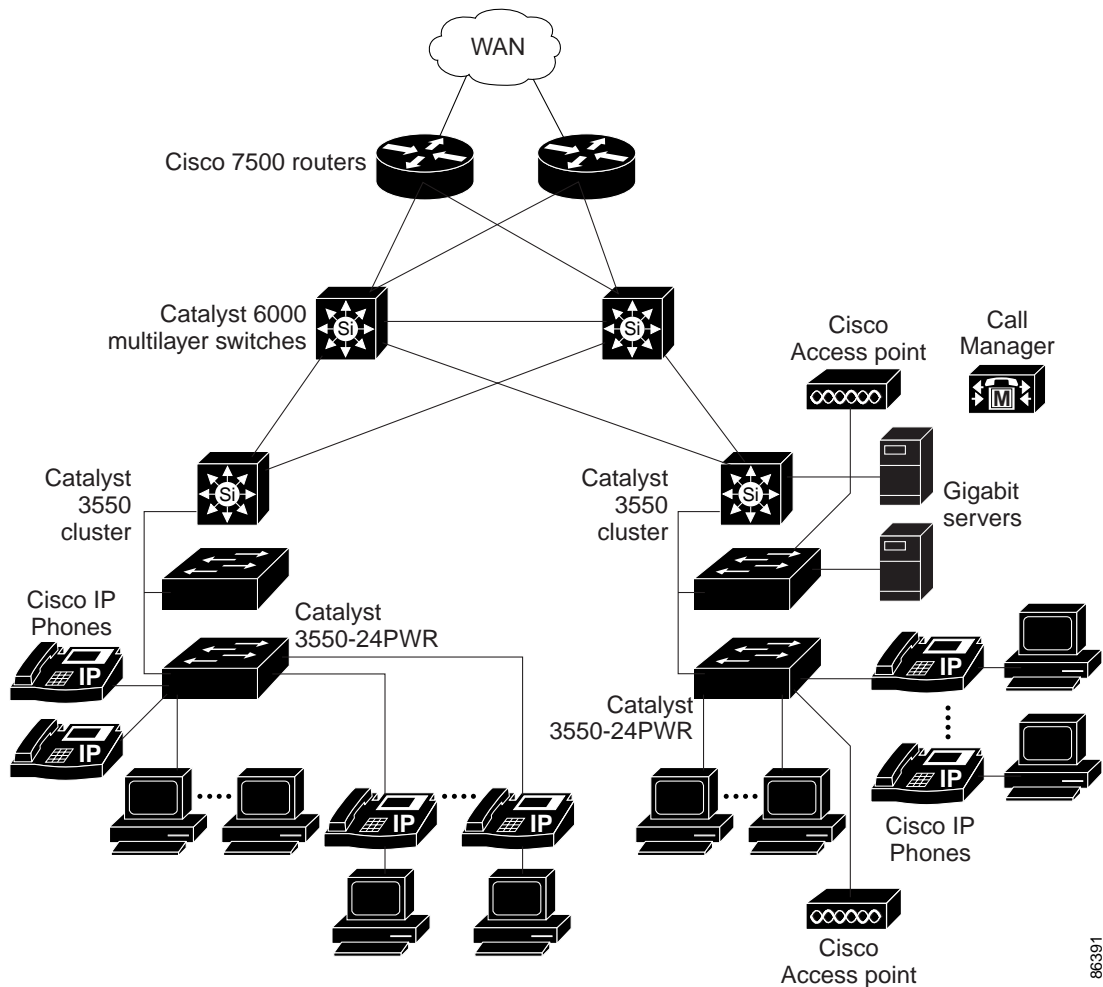 WAN
Cisco 7500 routers
Catalyst 6000
multilayer switches
Si
Si
Cisco
Access point
Call
Manager
M
Catalyst
3550
cluster
Si
Catalyst
3550
cluster
Si
Gigabit
servers
Cisco IP
Phones
Catalyst
3550-24PWR
IP
IP
IP
IP
Catalyst
3550-24PWR
IP
IP
Cisco IP
Phones
Cisco
Access point
86391